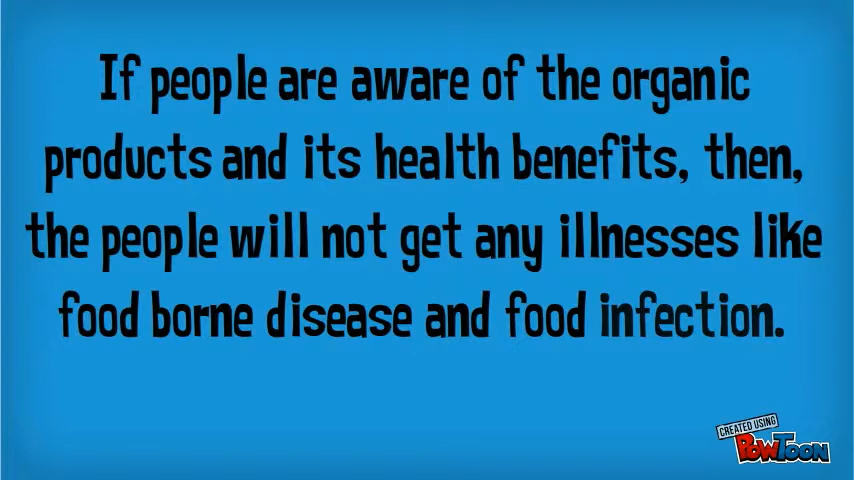 If people are aware of the organic
products and its health benefits, then,
the people will not get any illnesses like
food borne disease and food infection.
CREATED USING
POWTOON